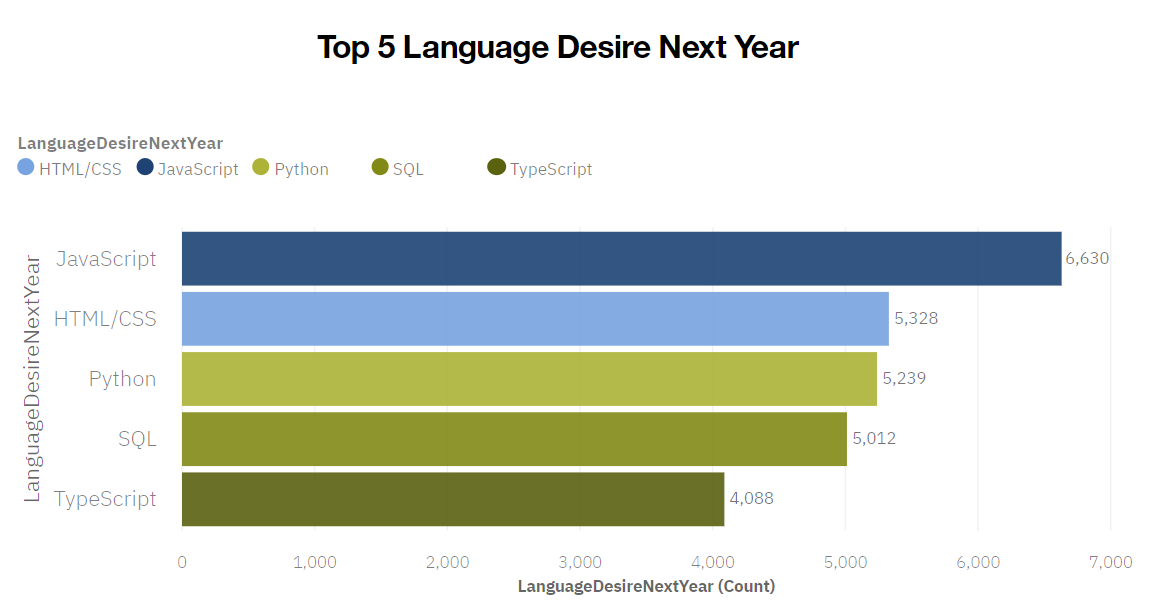 Top 5 Language Desire Next Year
LanguageDesireNextYear
HTML/CSS JavaScript Python SQL TypeScript
LanguageDesireNextYear
JavaScript 6,630
HTML/CSS 5,328
Python 5,239
SQL 5,012
TypeScript 4,088
0 1,000 2,000 3,000 4,000 5,000 6,000 7,000
LanguageDesireNextYear (Count)